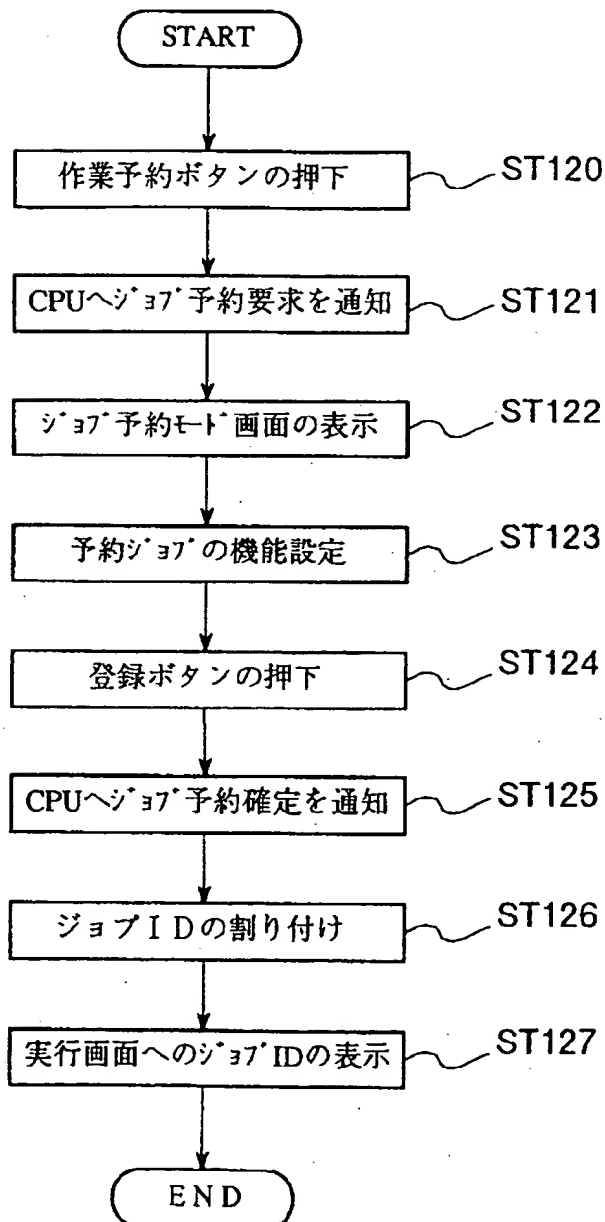 START
作業予約ボタンの押下
ST120
CPUへｼﾞｮﾌﾞ予約要求を通知
ST121
ｼﾞｮﾌﾞ予約ﾓｰﾄﾞ画面の表示
ST122
予約ｼﾞｮﾌﾞの機能設定
ST123
登録ボタンの押下
ST124
CPUへｼﾞｮﾌﾞ予約確定を通知
ST125
ジョブＩＤの割り付け
ST126
実行画面へのｼﾞｮﾌﾞIDの表示
ST127
END